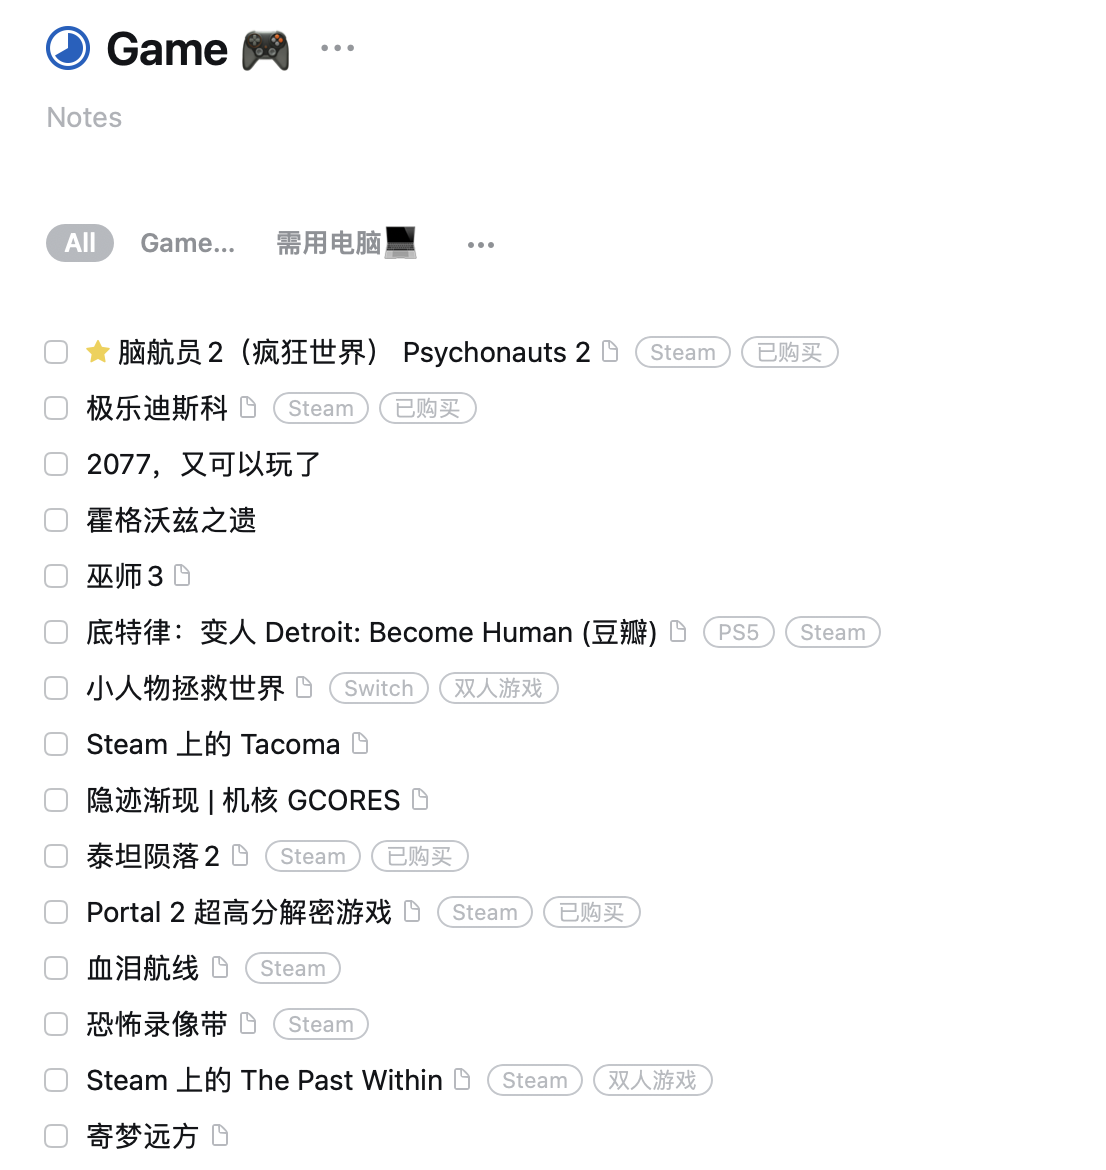 Game 🎮 ...
Notes
All Game... 需用电脑💻 ...
⭐脑航员2（疯狂世界） Psychonauts 2 Steam 已购买
极乐迪斯科 Steam 已购买
2077，又可以玩了
霍格沃兹之遗
巫师3
底特律：变人 Detroit: Become Human (豆瓣) PS5 Steam
小人物拯救世界 Switch 双人游戏
Steam 上的 Tacoma
隐迹渐现 | 机核 GCORES
泰坦陨落2 Steam 已购买
Portal 2 超高分解密游戏 Steam 已购买
血泪航线 Steam
恐怖录像带 Steam
Steam 上的 The Past Within Steam 双人游戏
寄梦远方